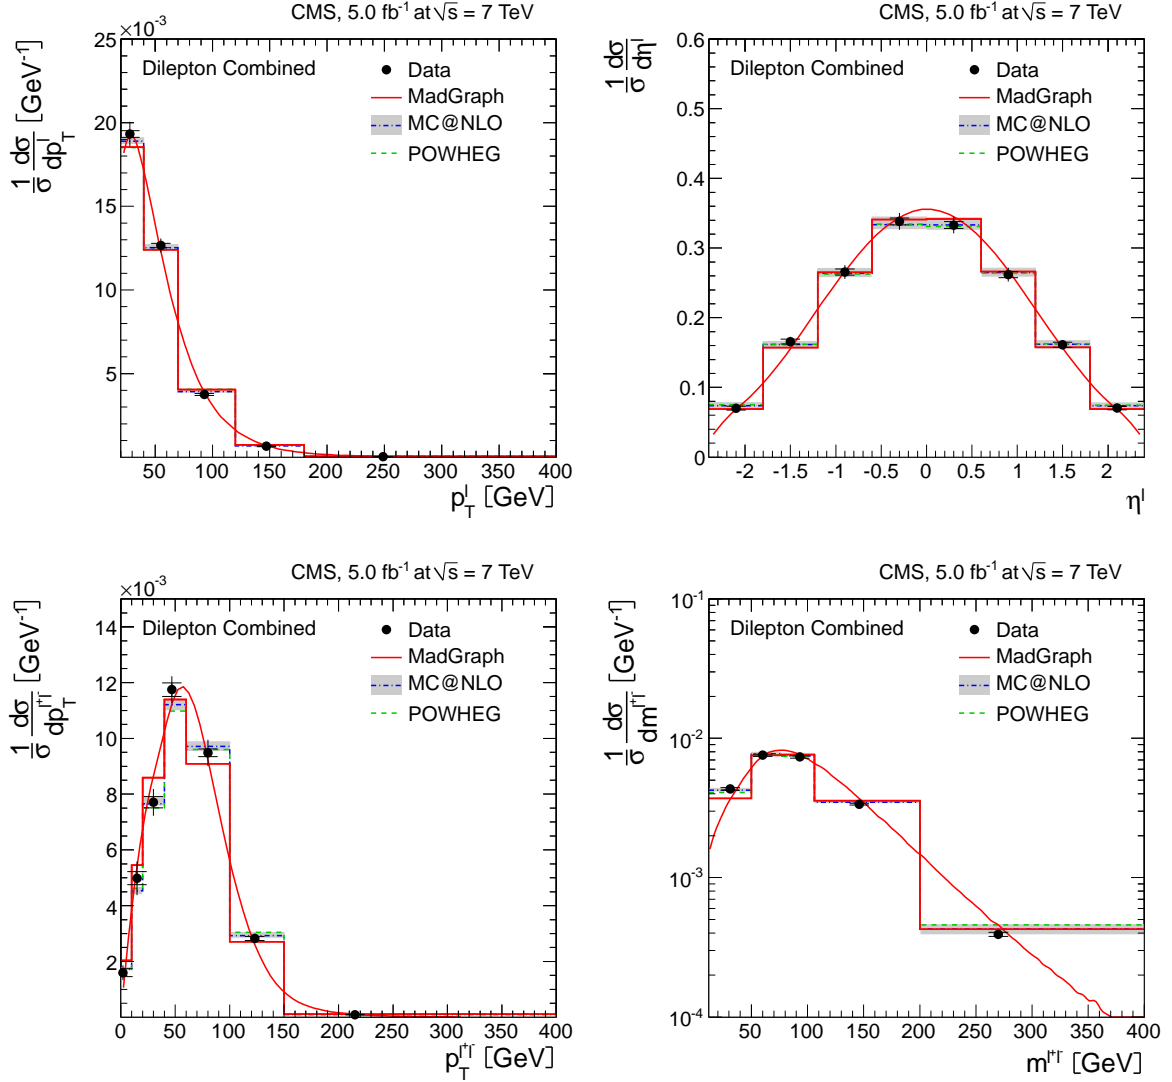 CMS, 5.0 fb⁻¹ at √s = 7 TeV
×10⁻³
1/σ dσ/dp_T^l [GeV⁻¹]
Dilepton Combined
Data
MadGraph
MC@NLO
POWHEG
25
20
15
10
5
50 100 150 200 250 300 350 400
p_T^l [GeV]
CMS, 5.0 fb⁻¹ at √s = 7 TeV
1/σ dσ/dη^l
Dilepton Combined
Data
MadGraph
MC@NLO
POWHEG
0.6
0.5
0.4
0.3
0.2
0.1
0
-2 -1.5 -1 -0.5 0 0.5 1 1.5 2
η^l
CMS, 5.0 fb⁻¹ at √s = 7 TeV
×10⁻³
1/σ dσ/dp_T^{l⁺l⁻} [GeV⁻¹]
Dilepton Combined
Data
MadGraph
MC@NLO
POWHEG
14
12
10
8
6
4
2
0 50 100 150 200 250 300 350 400
p_T^{l⁺l⁻} [GeV]
CMS, 5.0 fb⁻¹ at √s = 7 TeV
1/σ dσ/dm^{l⁺l⁻} [GeV⁻¹]
Dilepton Combined
Data
MadGraph
MC@NLO
POWHEG
10⁻¹
10⁻²
10⁻³
10⁻⁴
50 100 150 200 250 300 350 400
m^{l⁺l⁻} [GeV]